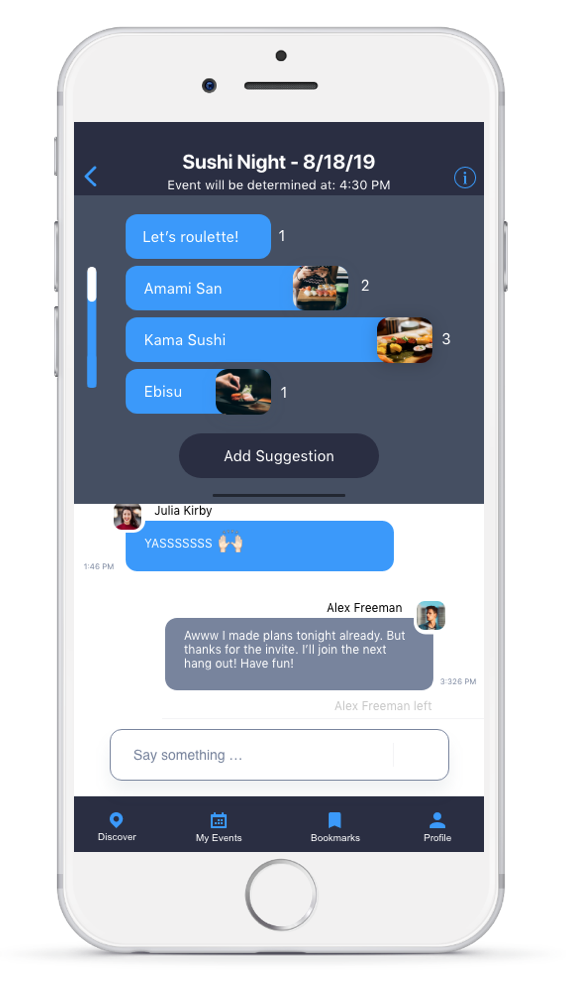 Sushi Night - 8/18/19
Event will be determined at: 4:30 PM
Let's roulette! 1
Amami San 2
Kama Sushi 3
Ebisu 1
Add Suggestion
Julia Kirby
YASSSSSSS 🙌🏻
1:46 PM
Alex Freeman
Awww I made plans tonight already. But
thanks for the invite. I'll join the next
hang out! Have fun!
3:326 PM
Alex Freeman left
Say something ...
Discover My Events Bookmarks Profile